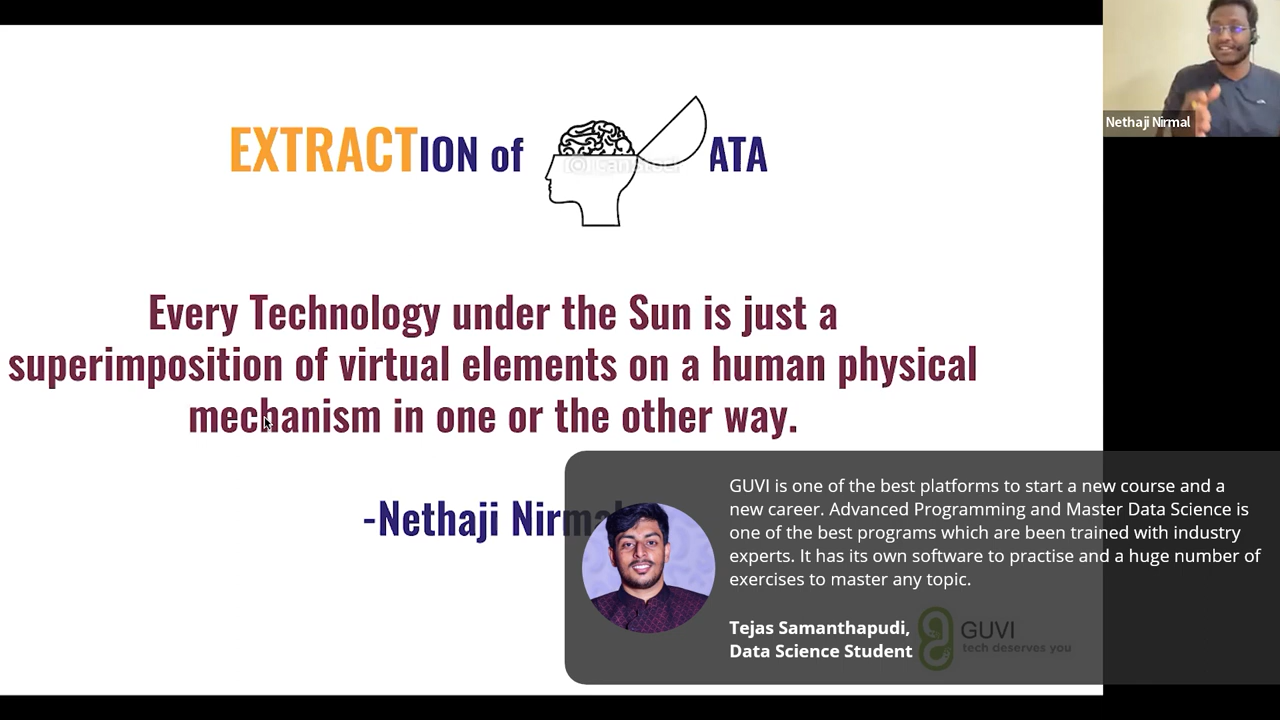 EXTRACTION of ATA
Every Technology under the Sun is just a
superimposition of virtual elements on a human physical
mechanism in one or the other way.
-Nethaji Nirmal
Nethaji Nirmal
GUVI is one of the best platforms to start a new course and a
new career. Advanced Programming and Master Data Science is
one of the best programs which are been trained with industry
experts. It has its own software to practise and a huge number of
exercises to master any topic.
Tejas Samanthapudi,
Data Science Student
GUVI
tech deserves you